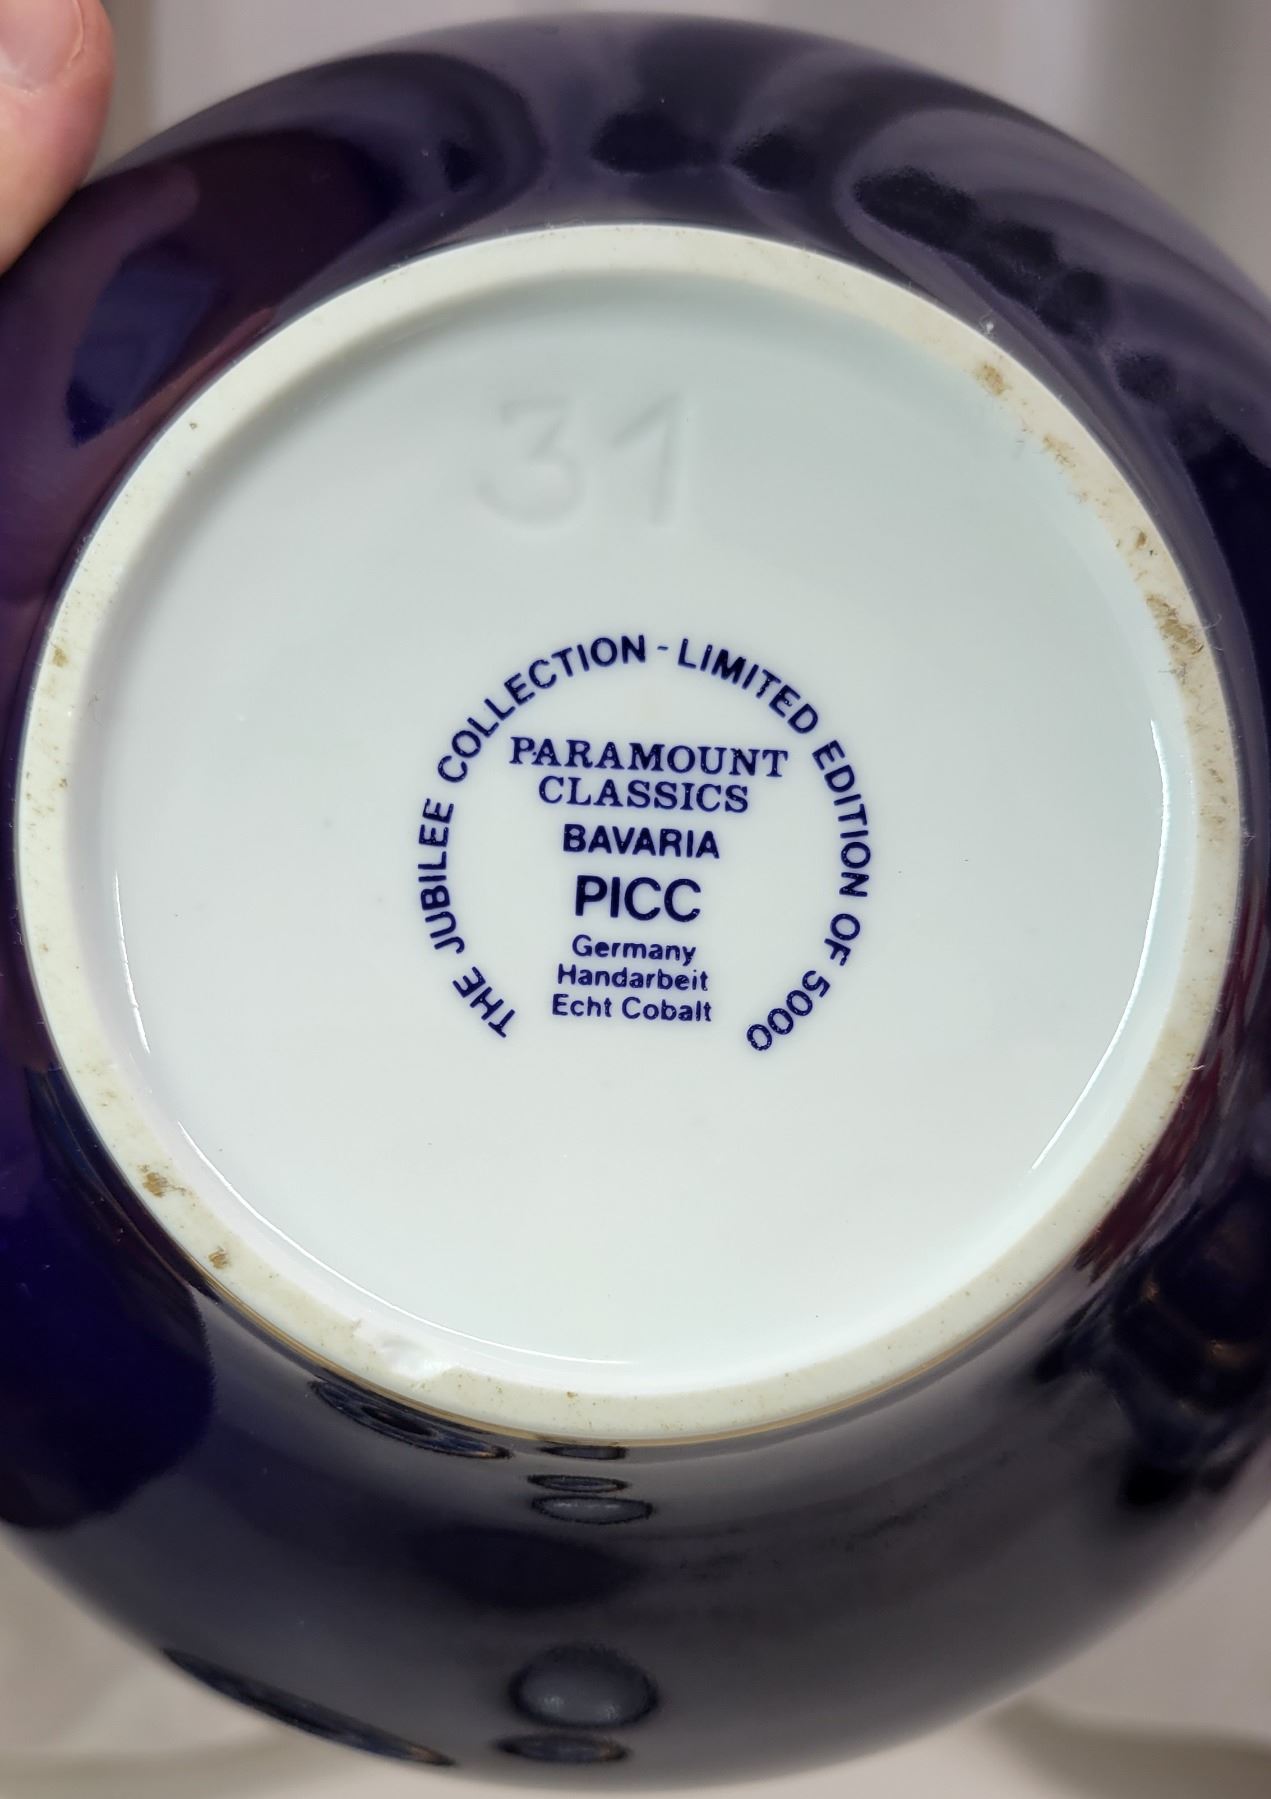 31
THE JUBILEE COLLECTION - LIMITED EDITION OF 5000
PARAMOUNT
CLASSICS
BAVARIA
PICC
Germany
Handarbeit
Echt Cobalt